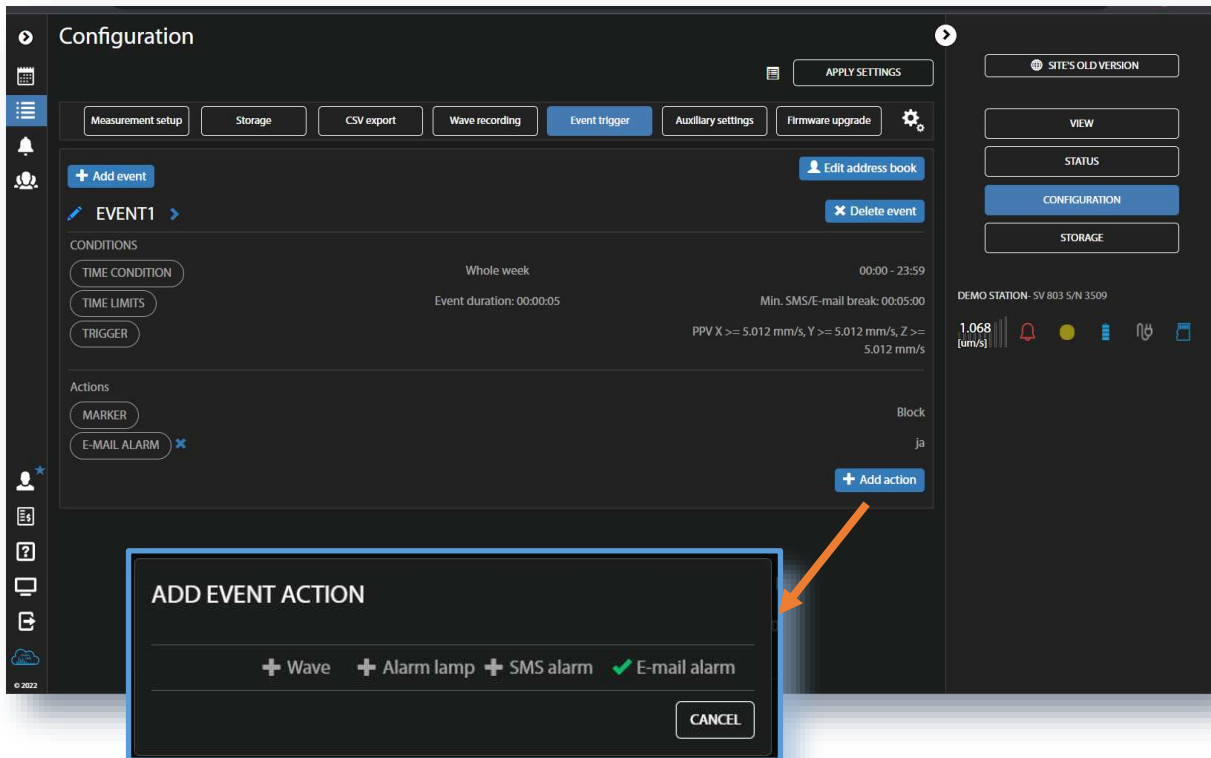 Configuration
APPLY SETTINGS
SITE'S OLD VERSION
Measurement setup Storage CSV export Wave recording Event trigger Auxiliary settings Firmware upgrade
VIEW
STATUS
CONFIGURATION
STORAGE
Add event
Edit address book
EVENT1
Delete event
CONDITIONS
TIME CONDITION Whole week 00:00 - 23:59
TIME LIMITS Event duration: 00:00:05 Min. SMS/E-mail break: 00:05:00
TRIGGER PPV X >= 5.012 mm/s, Y >= 5.012 mm/s, Z >=
5.012 mm/s
DEMO STATION- SV 803 S/N 3509
1.068
[um/s]
Actions
MARKER Block
E-MAIL ALARM ja
Add action
ADD EVENT ACTION
Wave Alarm lamp SMS alarm E-mail alarm
CANCEL
© 2022